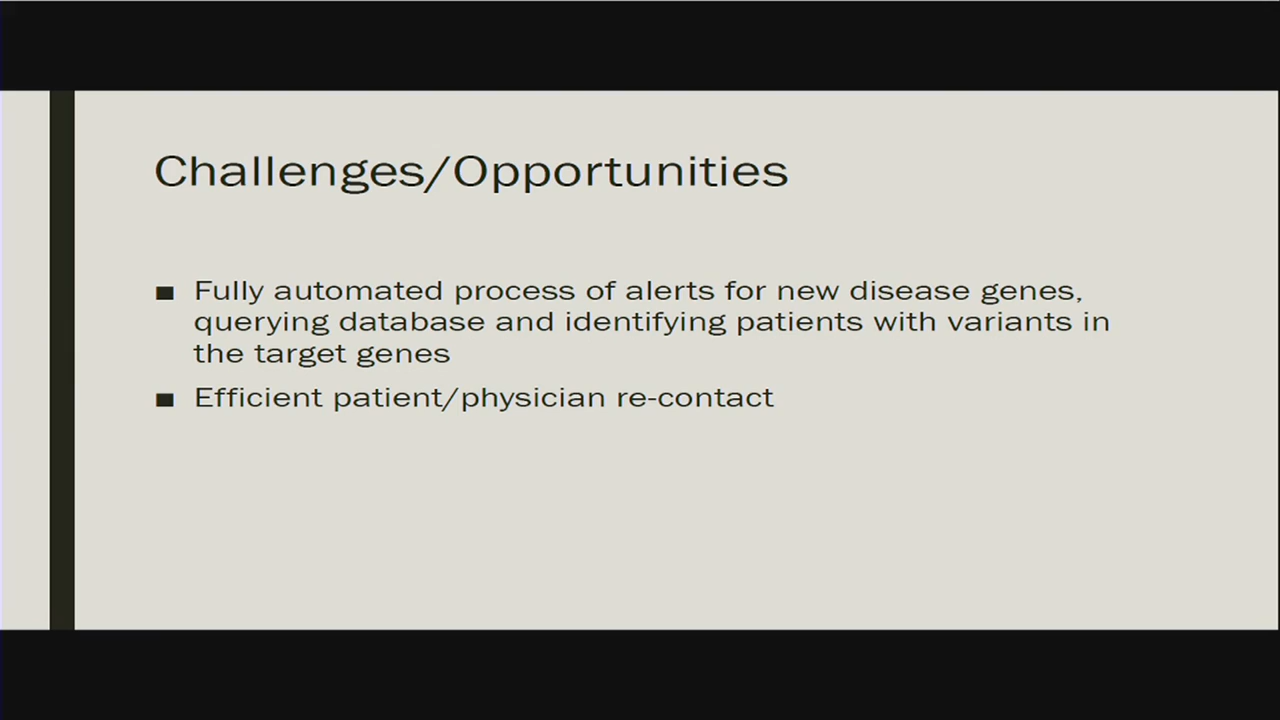 Challenges/Opportunities
■ Fully automated process of alerts for new disease genes,
querying database and identifying patients with variants in
the target genes
■ Efficient patient/physician re-contact